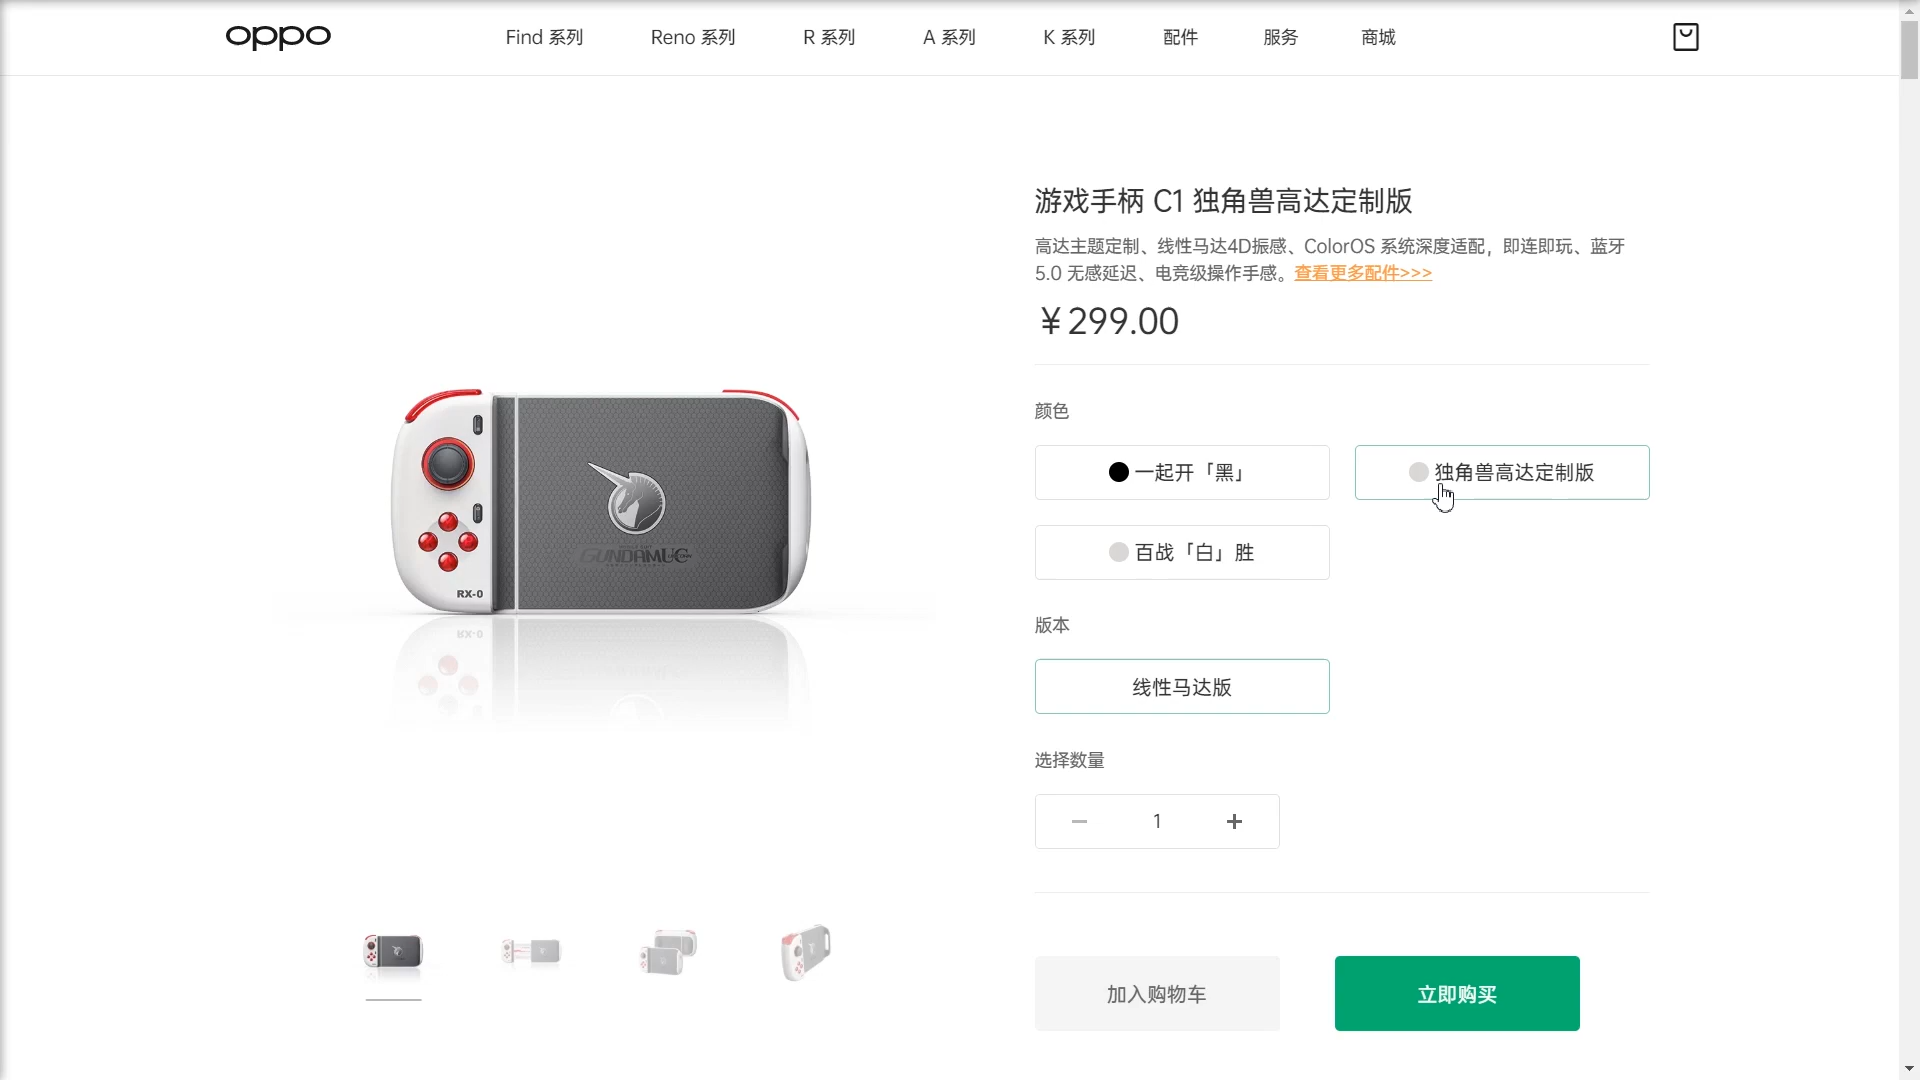 oppo
Find 系列
Reno 系列
R 系列
A 系列
K 系列
配件
服务
商城
游戏手柄 C1 独角兽高达定制版
高达主题定制、线性马达4D振感、ColorOS 系统深度适配，即连即玩、蓝牙
5.0 无感延迟、电竞级操作手感。查看更多配件>>>
￥299.00
颜色
一起开「黑」
独角兽高达定制版
百战「白」胜
GUNDAM UC
RX-0
版本
线性马达版
选择数量
1
加入购物车
立即购买